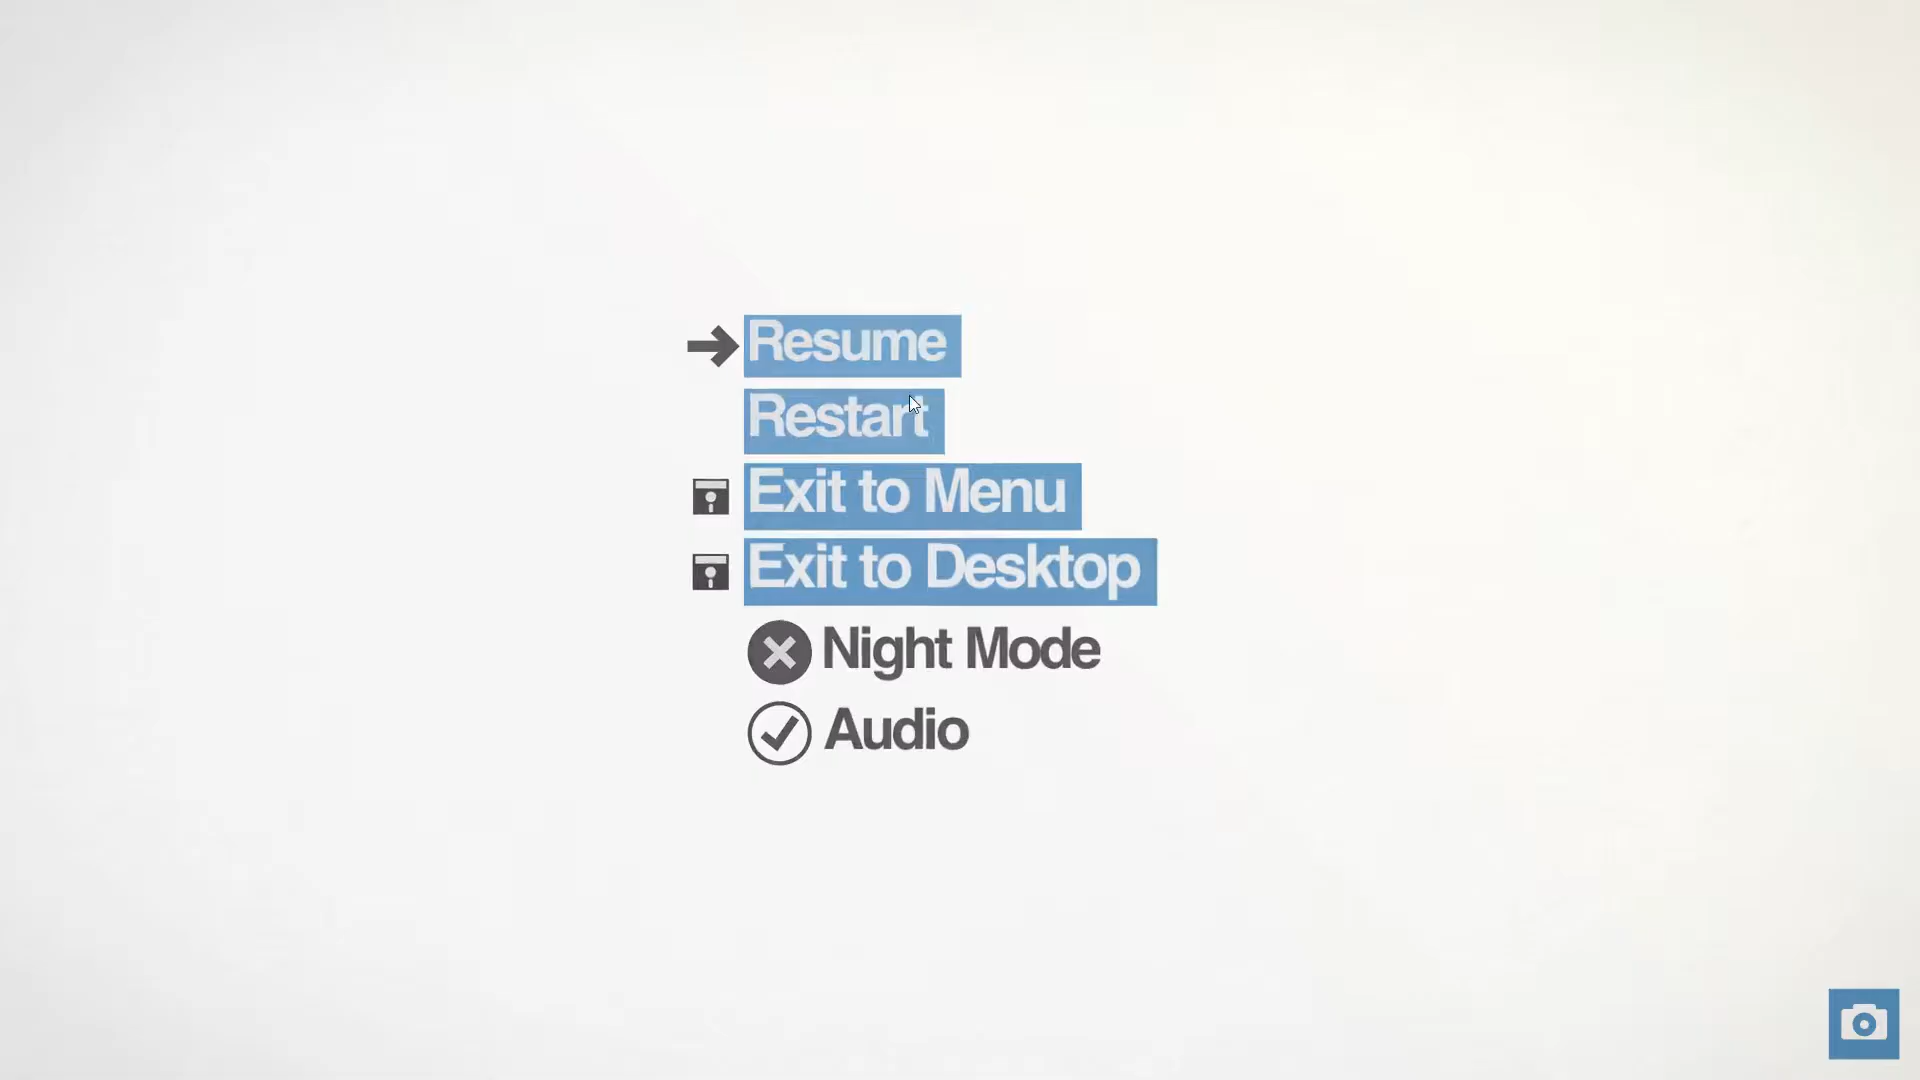 Resume
Restart
Exit to Menu
Exit to Desktop
Night Mode
Audio